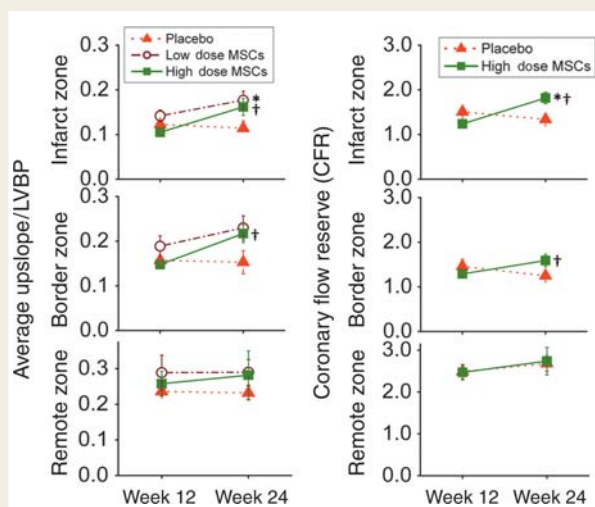 Average upslope/LVBP
Infarct zone
0.3
0.2
0.1
0.0
Placebo
Low dose MSCs
High dose MSCs
*
†
Border zone
0.3
0.2
0.1
0.0
†
Remote zone
0.3
0.2
0.1
0.0
Week 12 Week 24
Coronary flow reserve (CFR)
Infarct zone
3.0
2.0
1.0
0.0
Placebo
High dose MSCs
*†
Border zone
3.0
2.0
1.0
0.0
†
Remote zone
3.0
2.0
1.0
0.0
Week 12 Week 24